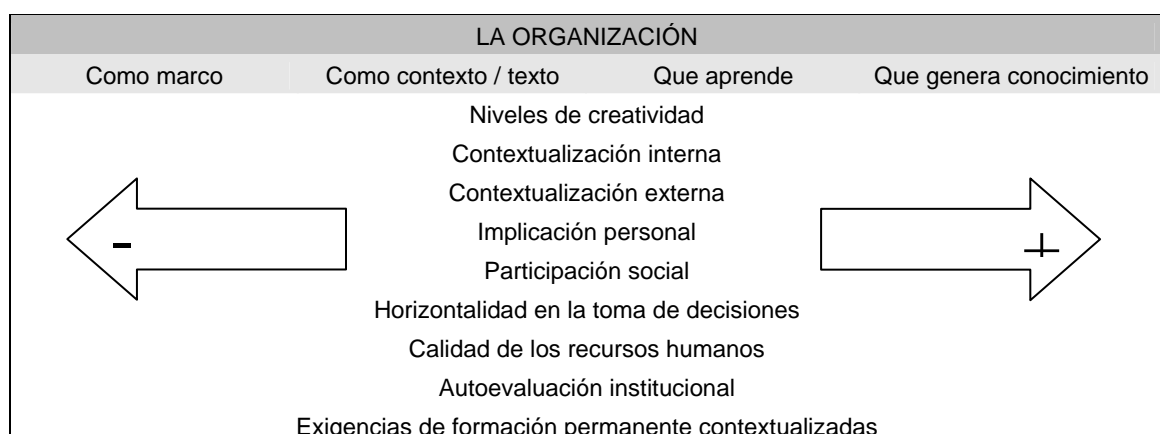 LA ORGANIZACIÓN
Como marco Como contexto / texto Que aprende Que genera conocimiento
Niveles de creatividad
Contextualización interna
Contextualización externa
Implicación personal
- +
Participación social
Horizontalidad en la toma de decisiones
Calidad de los recursos humanos
Autoevaluación institucional
Exigencias de formación permanente contextualizadas